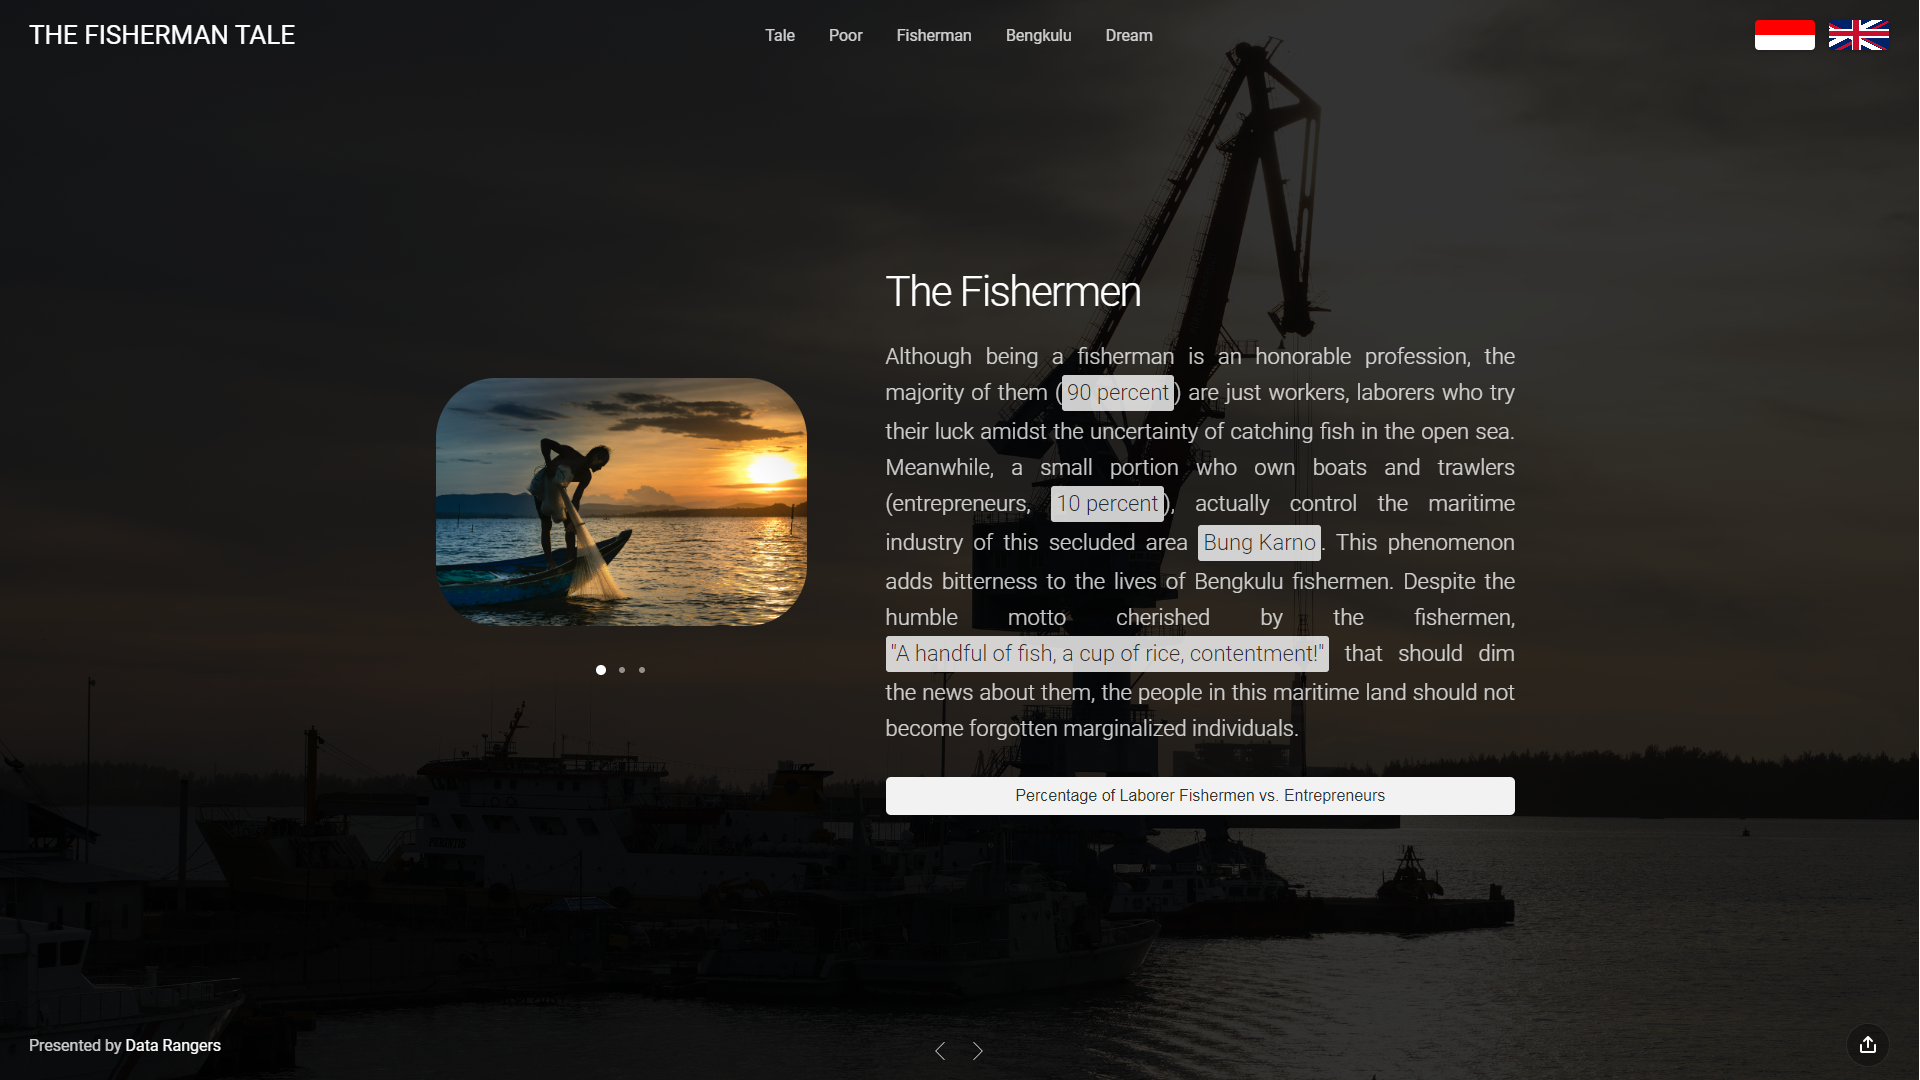 THE FISHERMAN TALE
Tale Poor Fisherman Bengkulu Dream
The Fishermen
Although being a fisherman is an honorable profession, the
majority of them (90 percent) are just workers, laborers who try
their luck amidst the uncertainty of catching fish in the open sea.
Meanwhile, a small portion who own boats and trawlers
(entrepreneurs, 10 percent), actually control the maritime
industry of this secluded area Bung Karno. This phenomenon
adds bitterness to the lives of Bengkulu fishermen. Despite the
humble motto cherished by the fishermen,
"A handful of fish, a cup of rice, contentment!" that should dim
the news about them, the people in this maritime land should not
become forgotten marginalized individuals.
Percentage of Laborer Fishermen vs. Entrepreneurs
Presented by Data Rangers